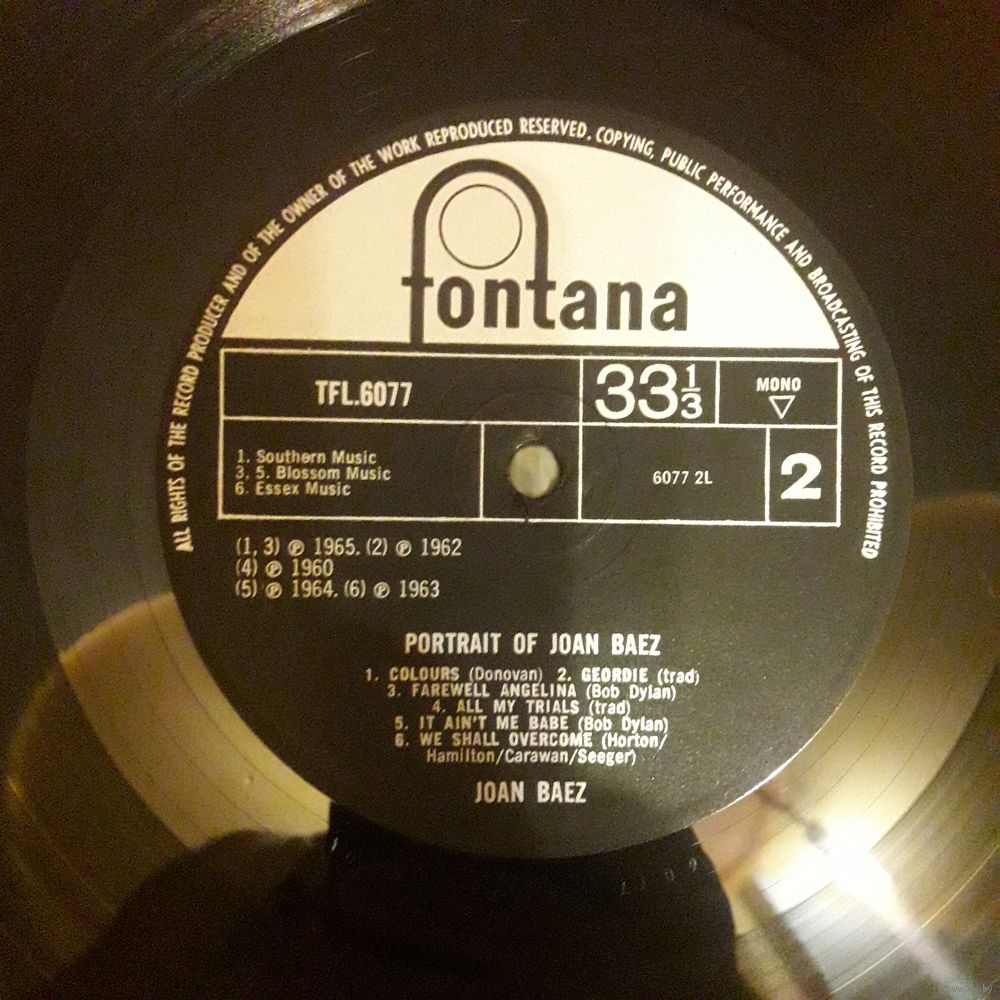 ALL RIGHTS OF THE RECORD PRODUCER AND OF THE OWNER OF THE WORK REPRODUCED RESERVED. COPYING, PUBLIC PERFORMANCE AND BROADCASTING OF THIS RECORD PROHIBITED
fontana
TFL.6077
33 1/3
MONO
1. Southern Music
3, 5. Blossom Music
6. Essex Music
6077 2L
2
(1, 3) ℗ 1965. (2) ℗ 1962
(4) ℗ 1960
(5) ℗ 1964. (6) ℗ 1963
PORTRAIT OF JOAN BAEZ
1. COLOURS (Donovan) 2. GEORDIE (trad)
3. FAREWELL ANGELINA (Bob Dylan)
4. ALL MY TRIALS (trad)
5. IT AIN'T ME BABE (Bob Dylan)
6. WE SHALL OVERCOME (Horton/
Hamilton/Carawan/Seeger)
JOAN BAEZ